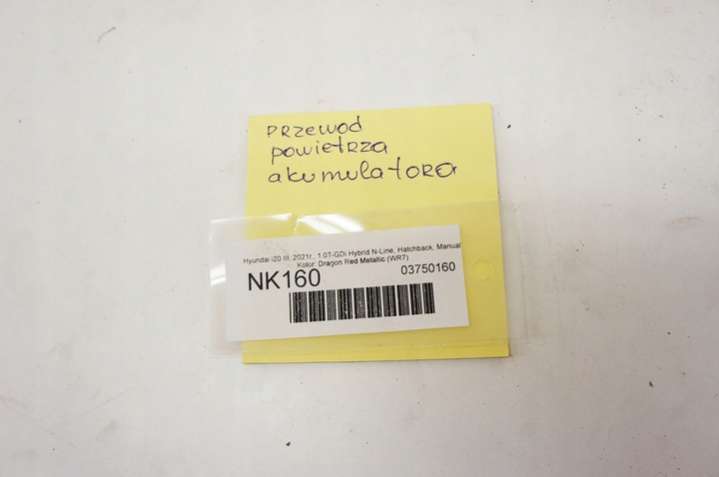 Przewod
powietrza
akumulatora
Hyundai i20 III, 2021r., 1.0T-GDi Hybrid N-Line, Hatchback, Manual
Kolor: Dragon Red Metallic (WR7)
NK160 03750160